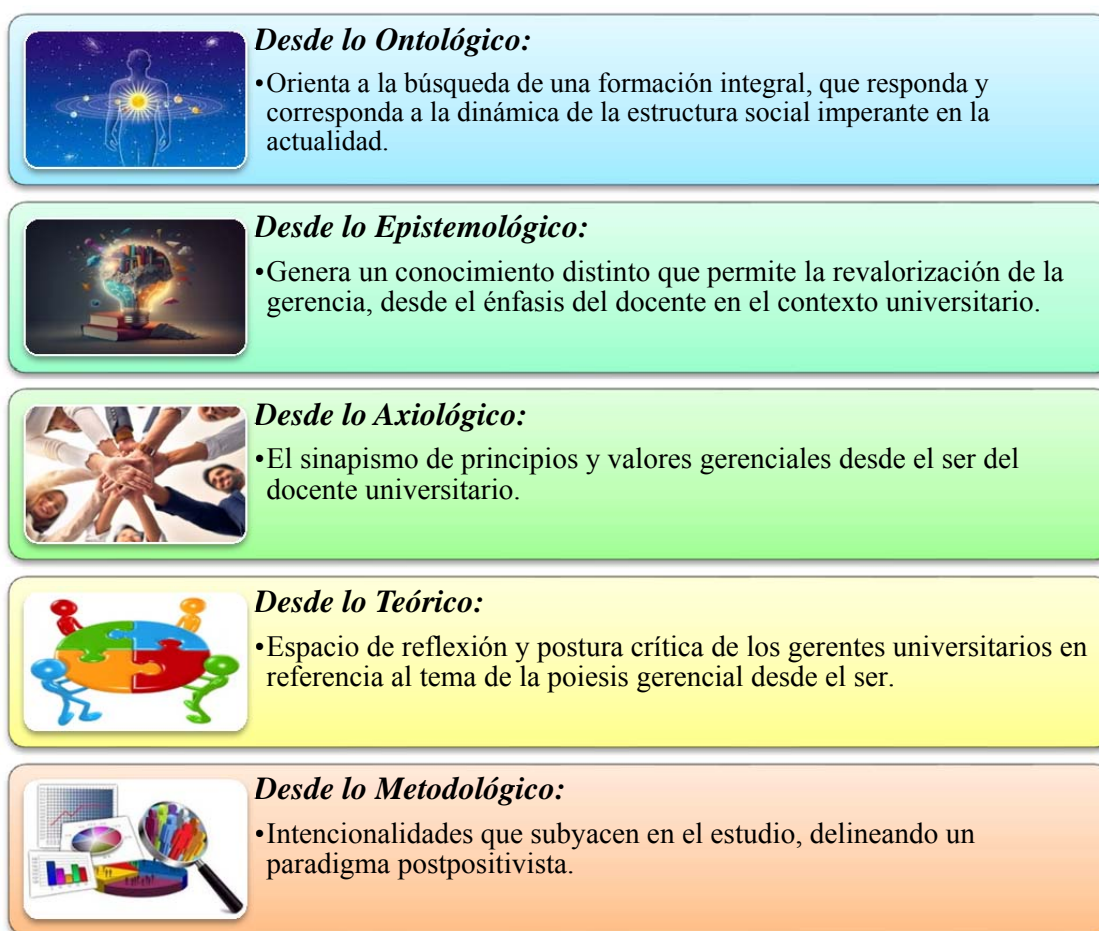 Desde lo Ontológico:
•Orienta a la búsqueda de una formación integral, que responda y
corresponda a la dinámica de la estructura social imperante en la
actualidad.
Desde lo Epistemológico:
•Genera un conocimiento distinto que permite la revalorización de la
gerencia, desde el énfasis del docente en el contexto universitario.
Desde lo Axiológico:
•El sinapismo de principios y valores gerenciales desde el ser del
docente universitario.
Desde lo Teórico:
•Espacio de reflexión y postura crítica de los gerentes universitarios en
referencia al tema de la poiesis gerencial desde el ser.
Desde lo Metodológico:
•Intencionalidades que subyacen en el estudio, delineando un
paradigma postpositivista.